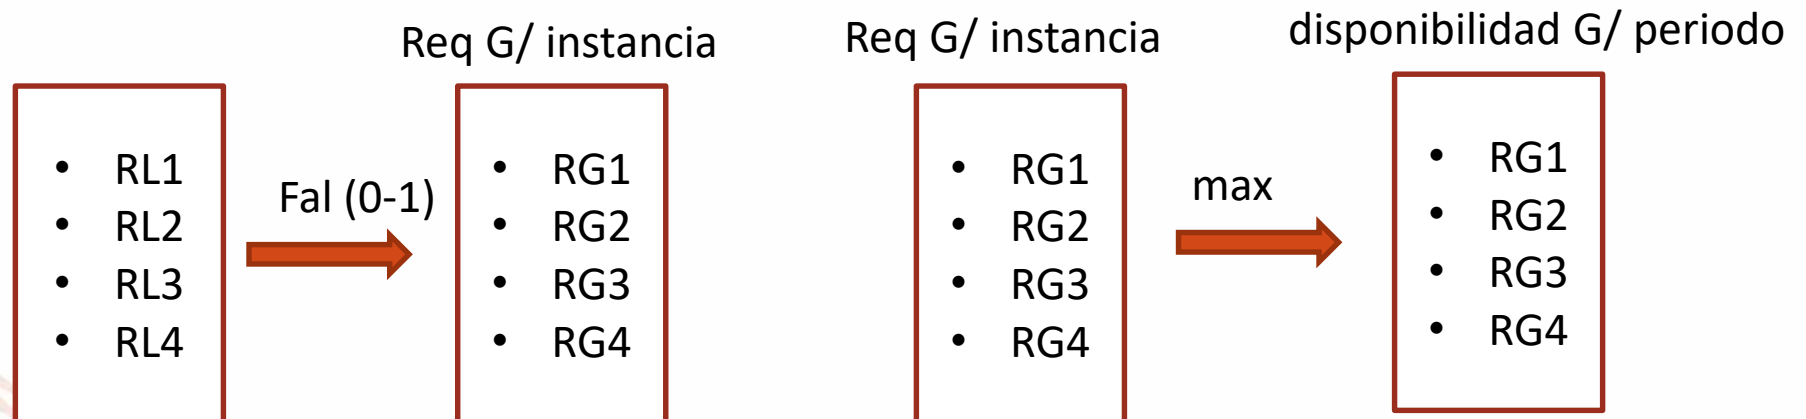 • RL1
• RL2
• RL3
• RL4
Fal (0-1)
Req G/ instancia
• RG1
• RG2
• RG3
• RG4
Req G/ instancia
• RG1
• RG2
• RG3
• RG4
max
disponibilidad G/ periodo
• RG1
• RG2
• RG3
• RG4